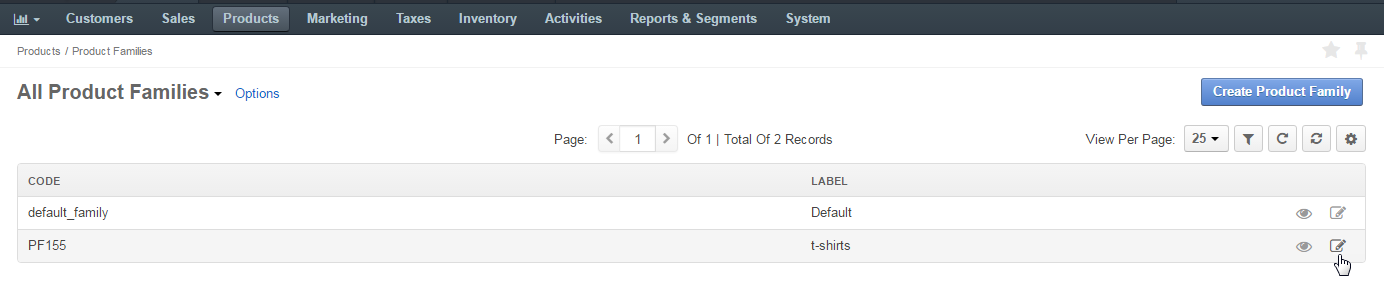 Customers Sales Products Marketing Taxes Inventory Activities Reports & Segments System
Products / Product Families
All Product Families Options Create Product Family
Page: 1 Of 1 | Total Of 2 Records View Per Page: 25
CODE LABEL
default_family Default
PF155 t-shirts